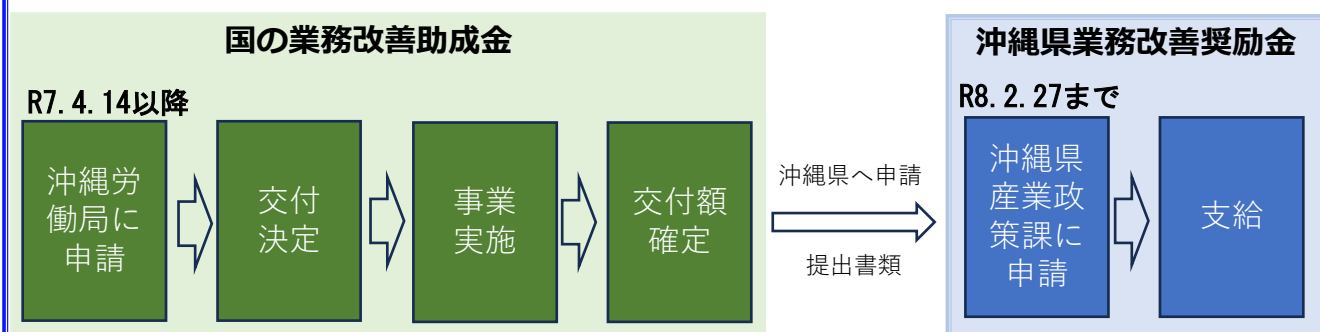 国の業務改善助成金
R7.4.14以降
沖縄労
働局に
申請
交付
決定
事業
実施
交付額
確定
沖縄県へ申請
提出書類
沖縄県業務改善奨励金
R8.2.27まで
沖縄県
産業政
策課に
申請
支給